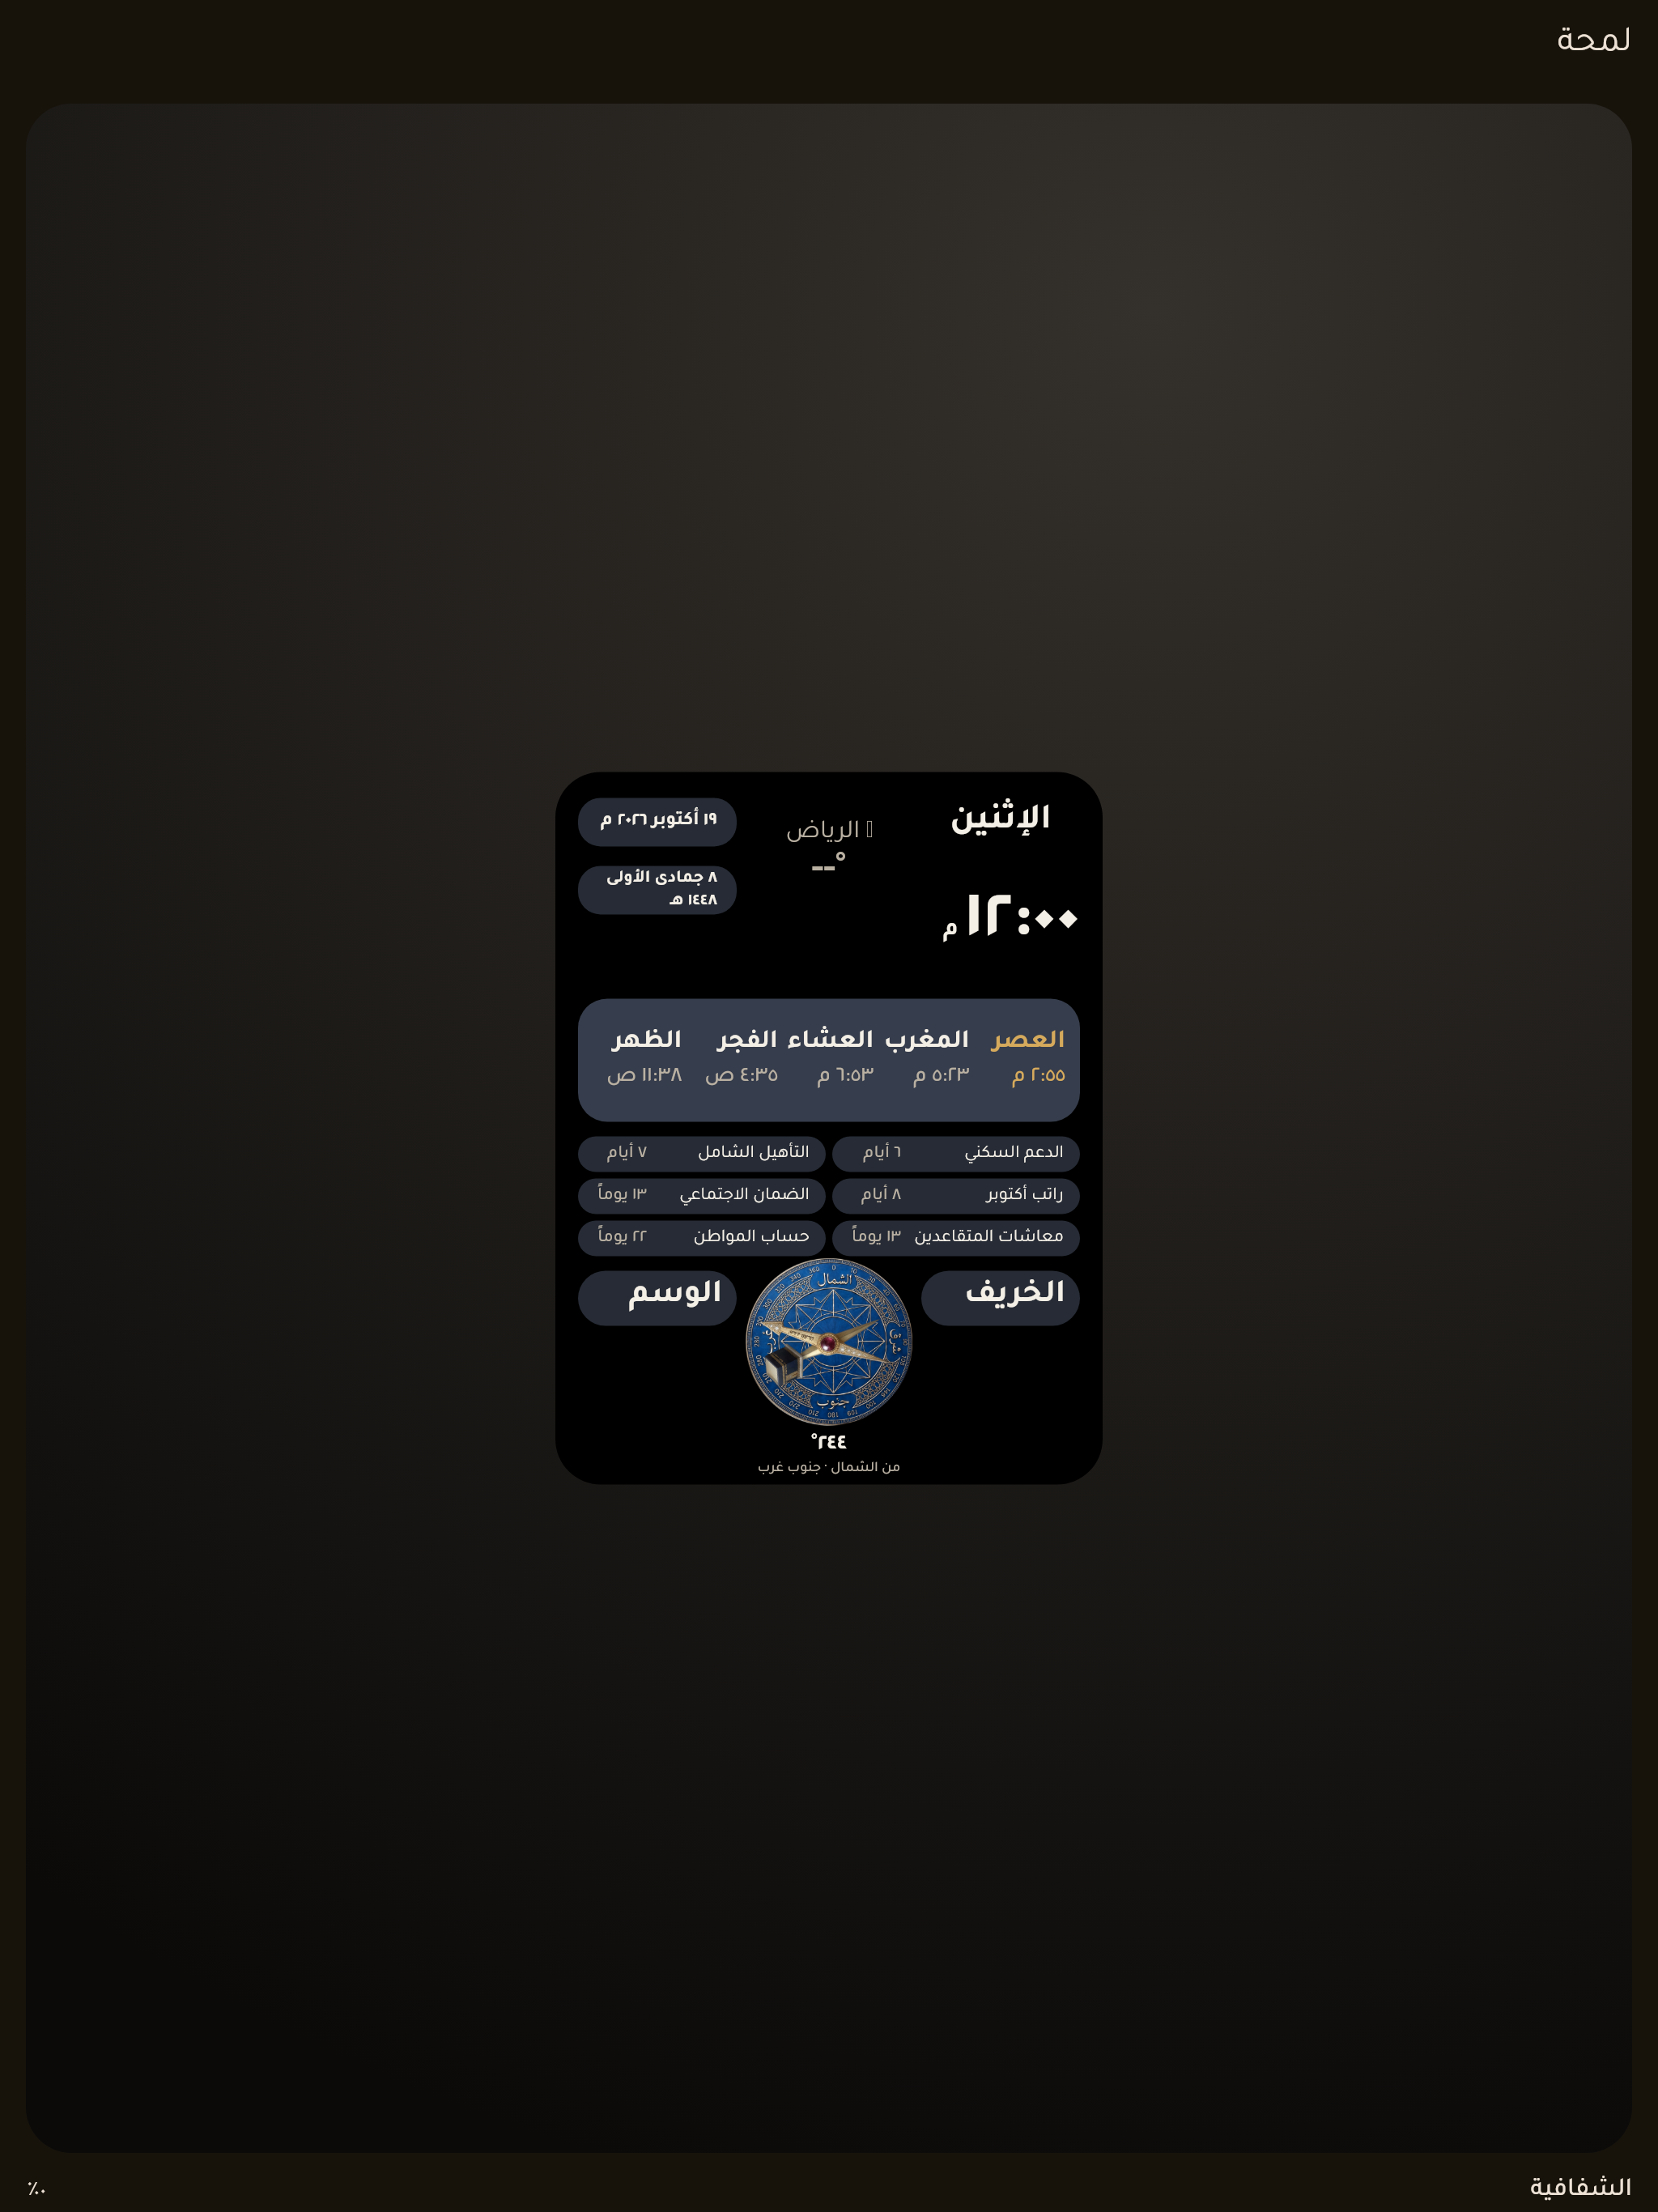 لمحة
الإثنين
١٢:٠٠ م
الرياض
--°
١٩ أكتوبر ٢٠٢٦ م
٨ جمادى الأولى
١٤٤٨ هـ
العصر المغرب العشاء الفجر الظهر
٢:٥٥ م ٥:٢٣ م ٦:٥٣ م ٤:٣٥ ص ١١:٣٨ ص
الدعم السكني ٦ أيام
التأهيل الشامل ٧ أيام
راتب أكتوبر ٨ أيام
الضمان الاجتماعي ١٣ يوماً
معاشات المتقاعدين ١٣ يوماً
حساب المواطن ٢٢ يوماً
الخريف
الوسم
الشمال
شرق
جنوب
غرب
٢٤٤°
من الشمال · جنوب غرب
الشفافية
٠٪